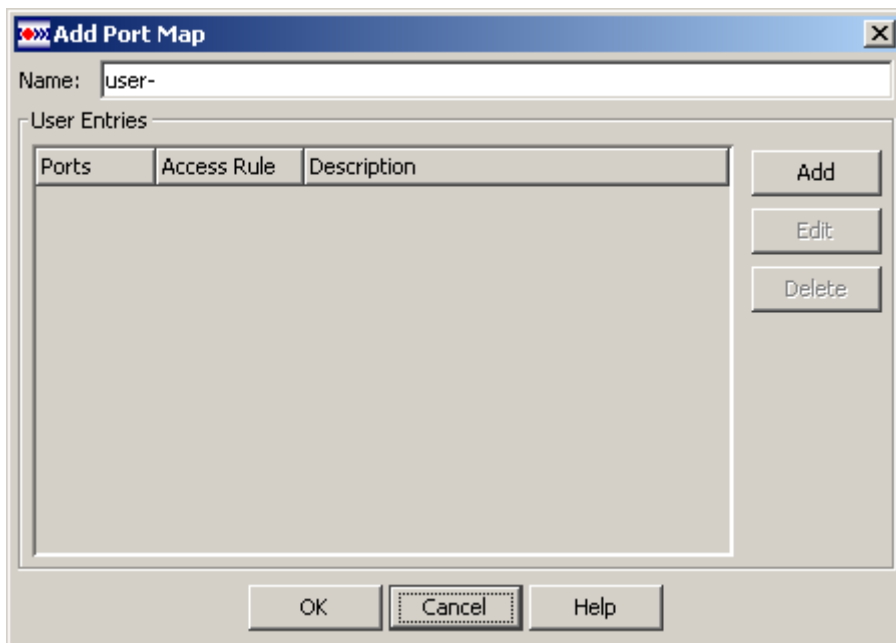 Add Port Map
Name: user-
User Entries
Ports Access Rule Description
Add
Edit
Delete
OK Cancel Help